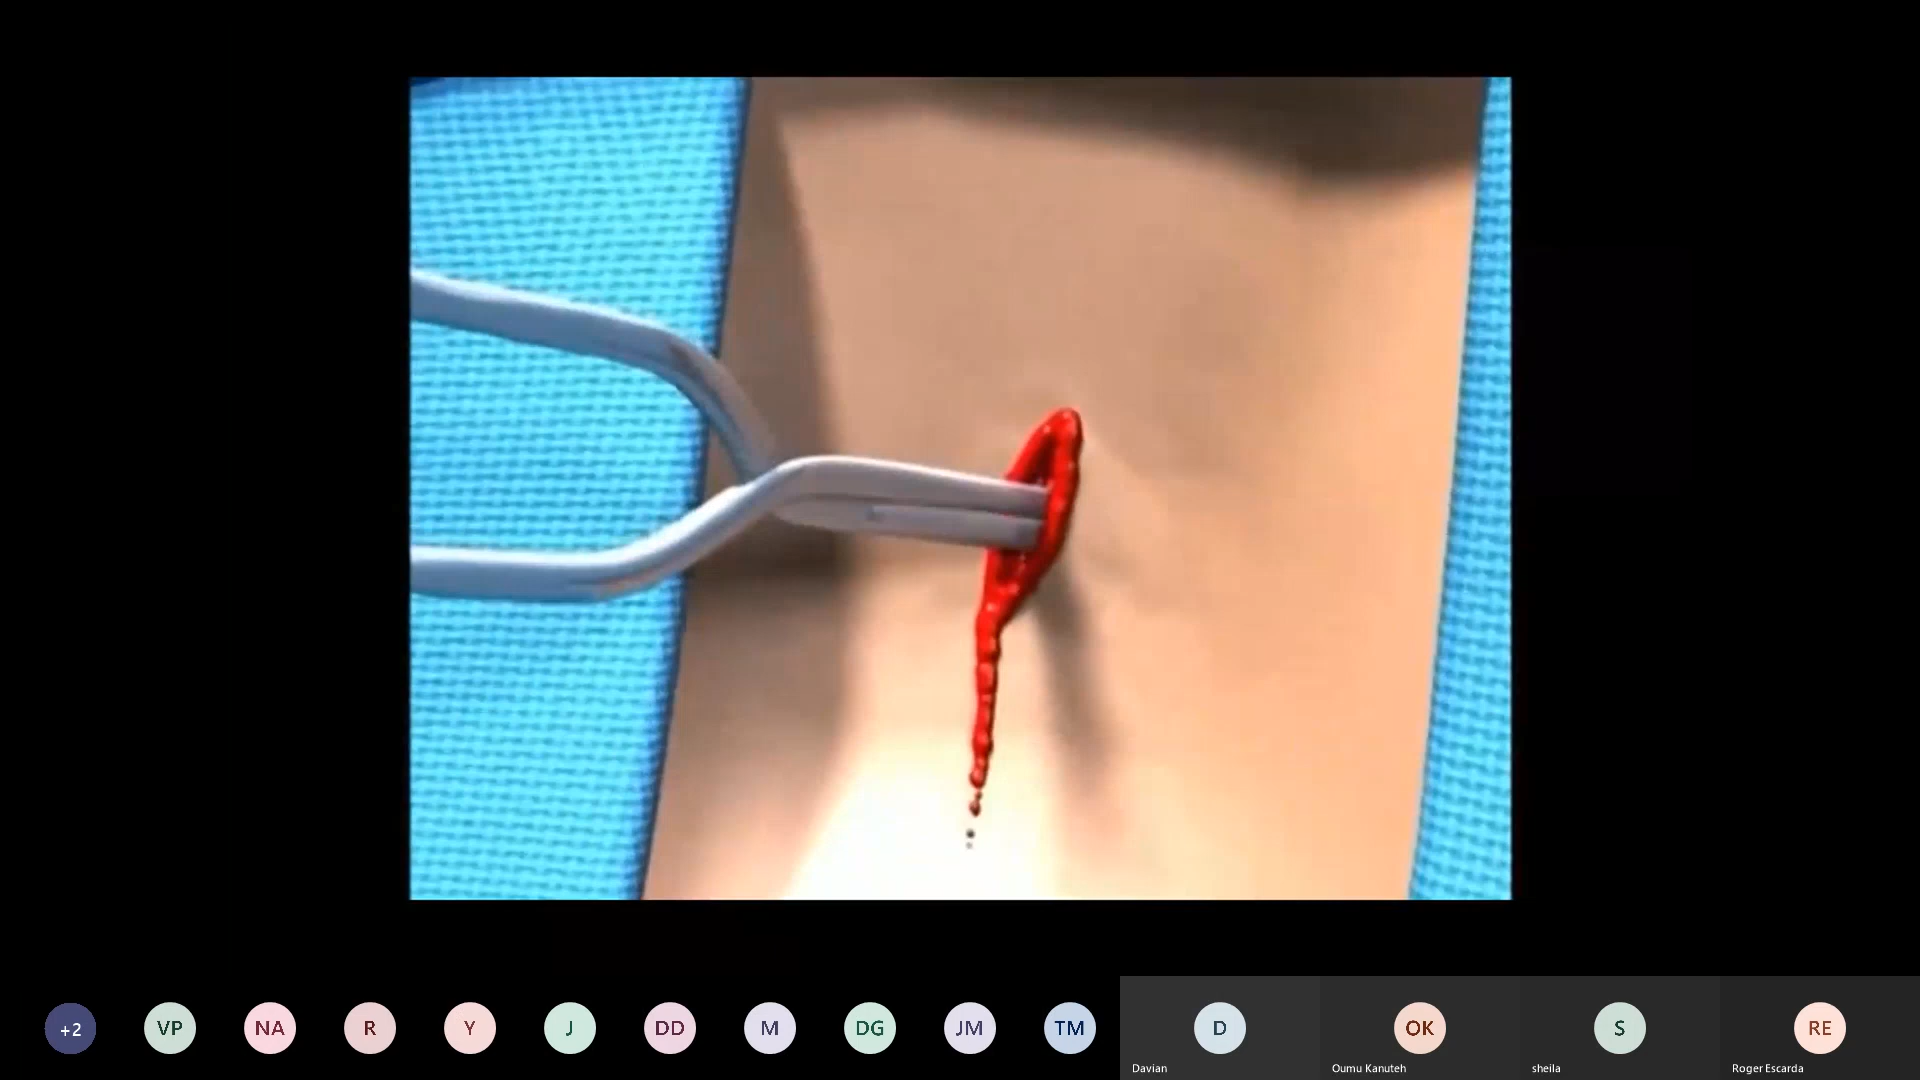 +2 VP NA R Y J DD M DG JM TM D OK S RE
Davian Oumu Kanuteh sheila Roger Escarda